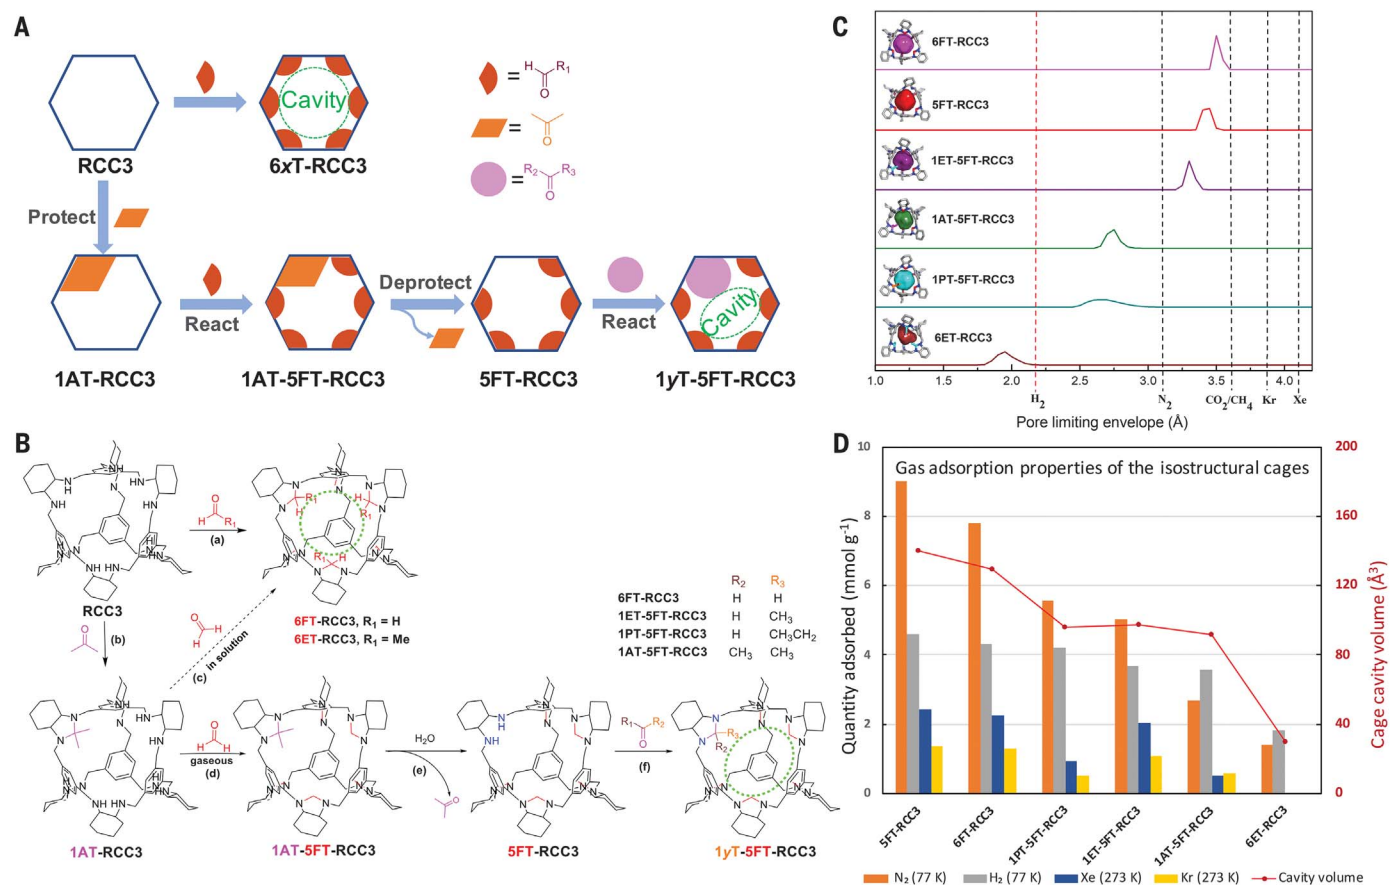 A
RCC3
Cavity
6xT-RCC3
= H R₁ O
= O
= R₂ R₃ O
Protect
1AT-RCC3
React
1AT-5FT-RCC3
Deprotect
5FT-RCC3
React
Cavity
1yT-5FT-RCC3
B
RCC3
H R₁ O
(a)
6FT-RCC3, R₁ = H
6ET-RCC3, R₁ = Me
O
(b)
H H O
(c)
in solution
1AT-RCC3
O
H H
gaseous
(d)
1AT-5FT-RCC3
H₂O
(e)
O
5FT-RCC3
R₁ R₂
O
(f)
1yT-5FT-RCC3
R₂ R₃
6FT-RCC3 H H
1ET-5FT-RCC3 H CH₃
1PT-5FT-RCC3 H CH₃CH₂
1AT-5FT-RCC3 CH₃ CH₃
C
6FT-RCC3
5FT-RCC3
1ET-5FT-RCC3
1AT-5FT-RCC3
1PT-5FT-RCC3
6ET-RCC3
1.0 2.0 2.5 3.0 3.5 4.0
H₂ N₂ CO₂/CH₄ Kr Xe
Pore limiting envelope (Å)
D
Gas adsorption properties of the isostructural cages
Quantity adsorbed (mmol g⁻¹)
10
8
6
4
2
0
Cage cavity volume (Å³)
200
160
120
80
40
0
5FT-RCC3
6FT-RCC3
1PT-5FT-RCC3
1ET-5FT-RCC3
1AT-5FT-RCC3
6ET-RCC3
N₂ (77 K) H₂ (77 K) Xe (273 K) Kr (273 K) Cavity volume